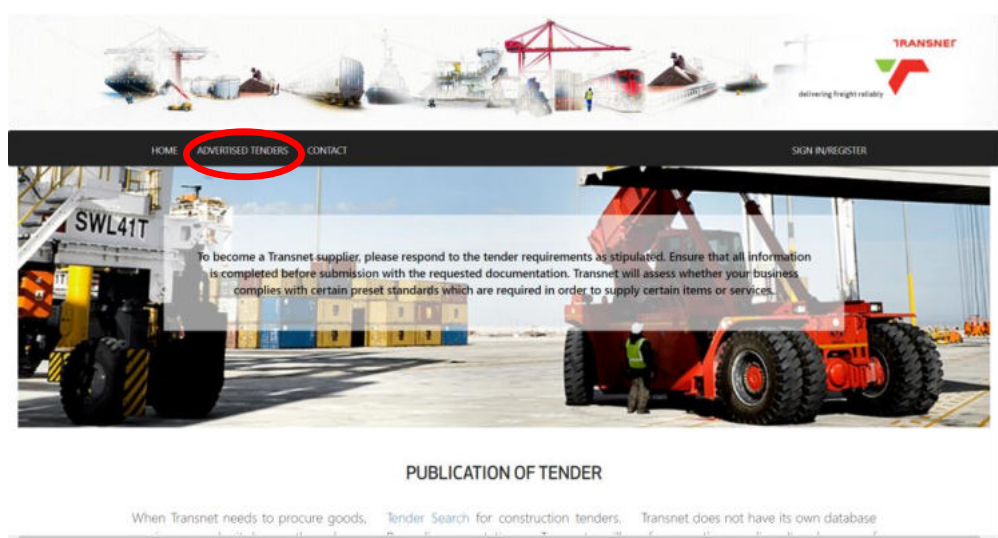 TRANSNET
delivering freight reliably
HOME ADVERTISED TENDERS CONTACT SIGN IN/REGISTER
SWL41T
To become a Transnet supplier, please respond to the tender requirements as stipulated. Ensure that all information
is completed before submission with the requested documentation. Transnet will assess whether your business
complies with certain preset standards which are required in order to supply certain items or services.
PUBLICATION OF TENDER
When Transnet needs to procure goods, Tender Search for construction tenders. Transnet does not have its own database